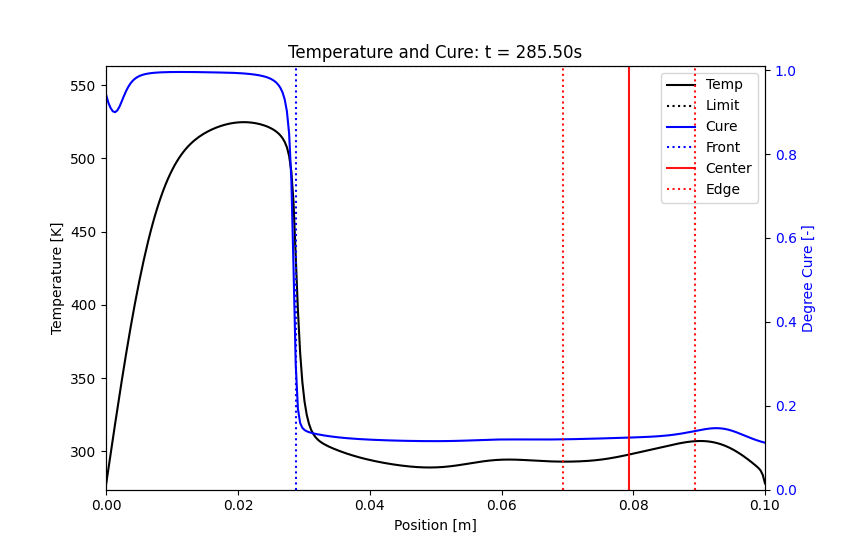 Temperature and Cure: t = 285.50s
Temperature [K]
550
500
450
400
350
300
Temp
Limit
Cure
Front
Center
Edge
1.0
0.8
0.6
0.4
0.2
0.0
Degree Cure [-]
0.00 0.02 0.04 0.06 0.08 0.10
Position [m]